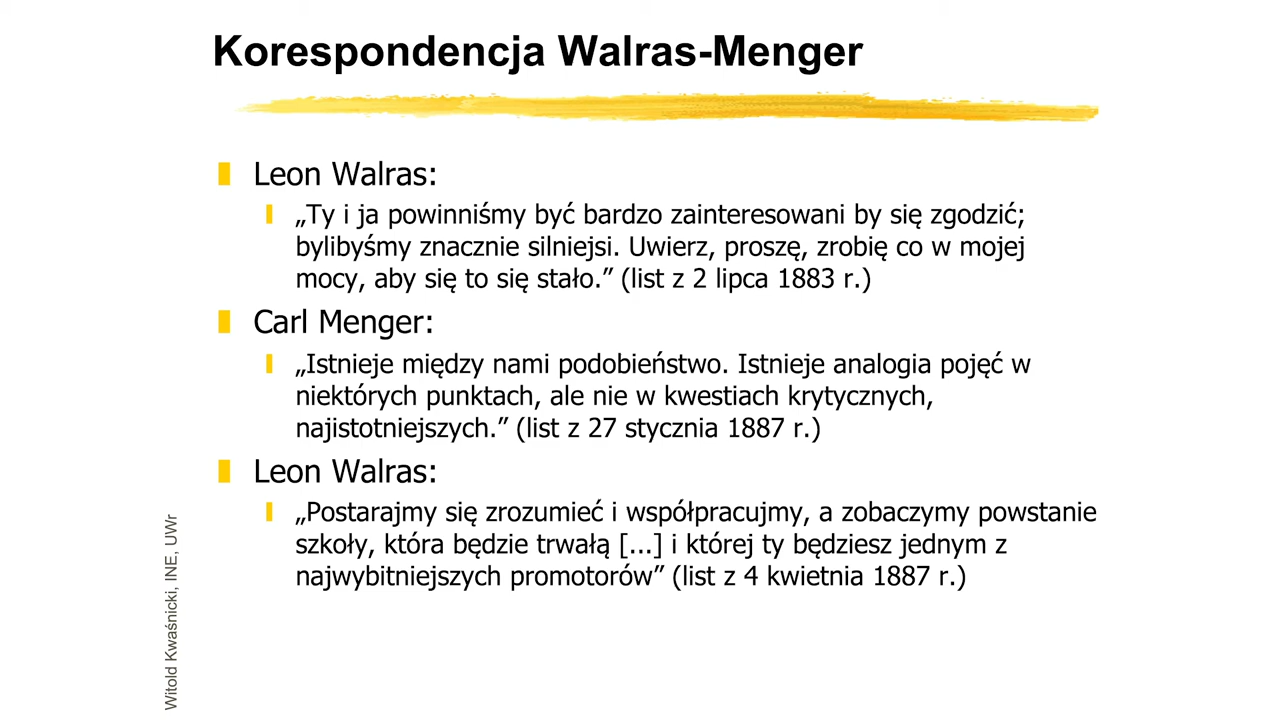 Korespondencja Walras-Menger
Leon Walras:
„Ty i ja powinniśmy być bardzo zainteresowani by się zgodzić;
bylibyśmy znacznie silniejsi. Uwierz, proszę, zrobię co w mojej
mocy, aby się to się stało.” (list z 2 lipca 1883 r.)
Carl Menger:
„Istnieje między nami podobieństwo. Istnieje analogia pojęć w
niektórych punktach, ale nie w kwestiach krytycznych,
najistotniejszych.” (list z 27 stycznia 1887 r.)
Leon Walras:
„Postarajmy się zrozumieć i współpracujmy, a zobaczymy powstanie
szkoły, która będzie trwałą [...] i której ty będziesz jednym z
najwybitniejszych promotorów” (list z 4 kwietnia 1887 r.)
Witold Kwaśnicki, INE, UWr